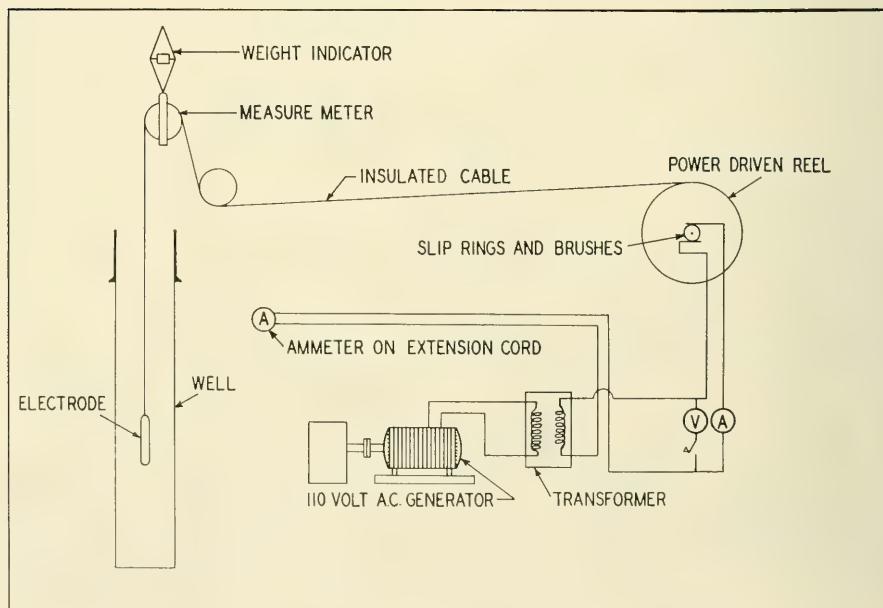 WEIGHT INDICATOR
MEASURE METER
INSULATED CABLE
POWER DRIVEN REEL
SLIP RINGS AND BRUSHES
A
AMMETER ON EXTENSION CORD
ELECTRODE
WELL
V
A
110 VOLT A.C. GENERATOR
TRANSFORMER